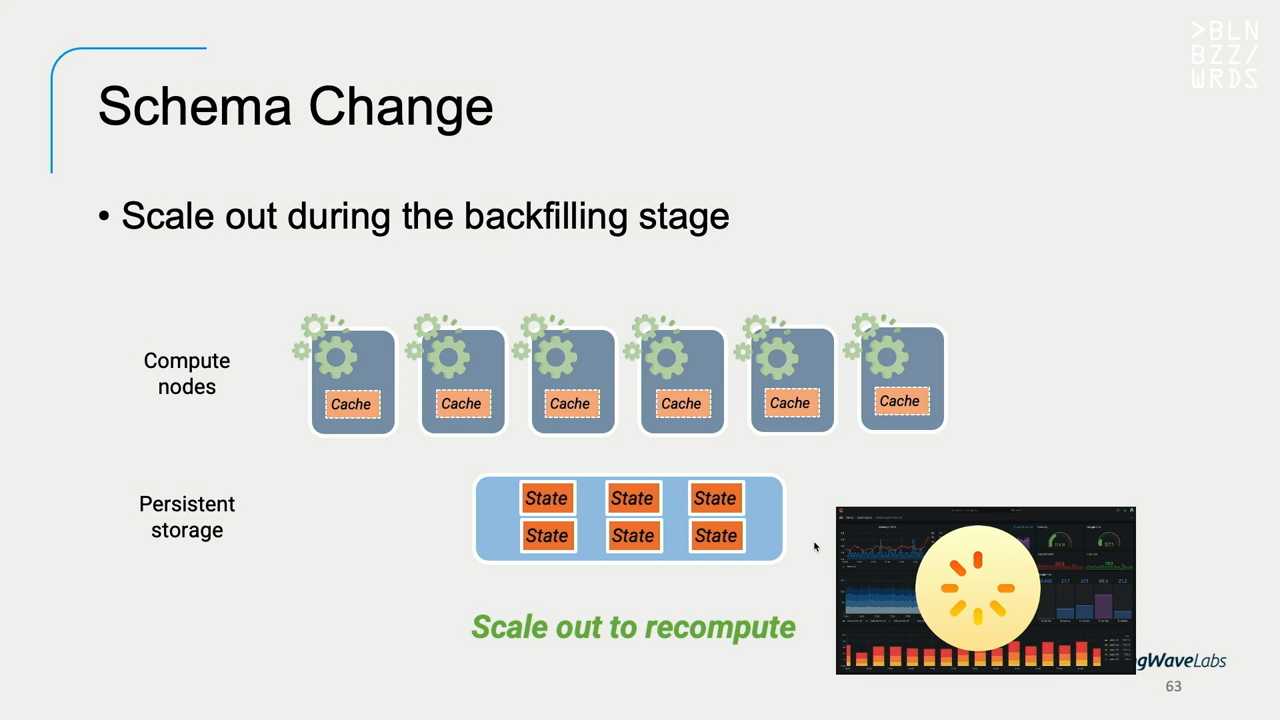 >BLN
BZZ/
WRDS
Schema Change
• Scale out during the backfilling stage
Compute
nodes
Cache
Cache
Cache
Cache
Cache
Cache
Persistent
storage
State
State
State
State
State
State
Scale out to recompute
gWaveLabs
63